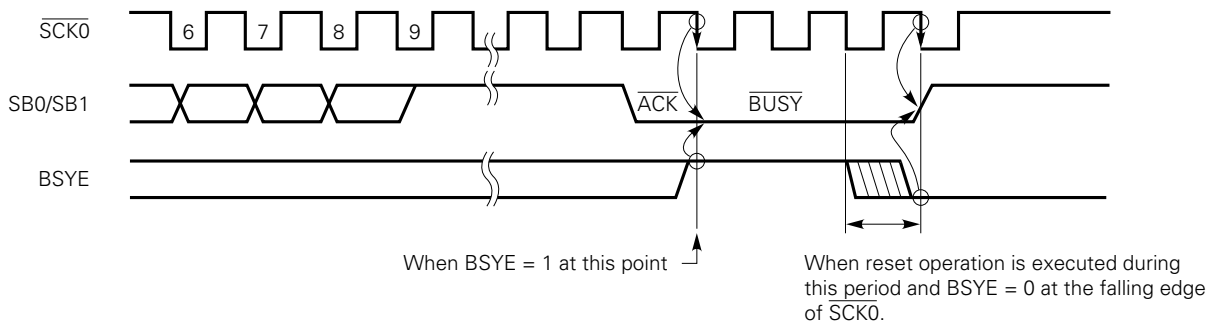 SCK0
6 7 8 9
SB0/SB1
ACK BUSY
BSYE
When BSYE = 1 at this point
When reset operation is executed during
this period and BSYE = 0 at the falling edge
of SCK0.